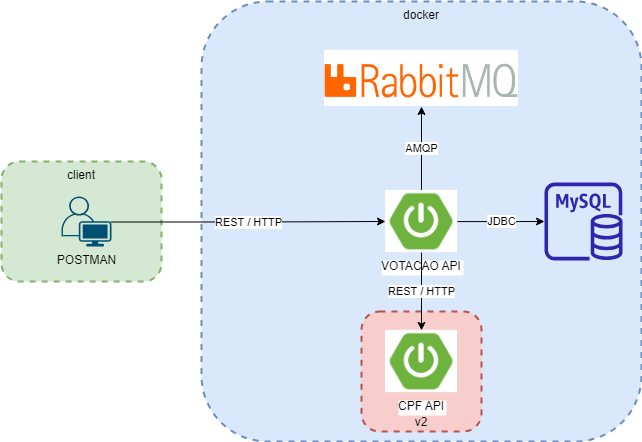 docker
RabbitMQ
AMQP
client
POSTMAN
REST / HTTP
JDBC
MySQL
VOTACAO API
REST / HTTP
CPF API
v2